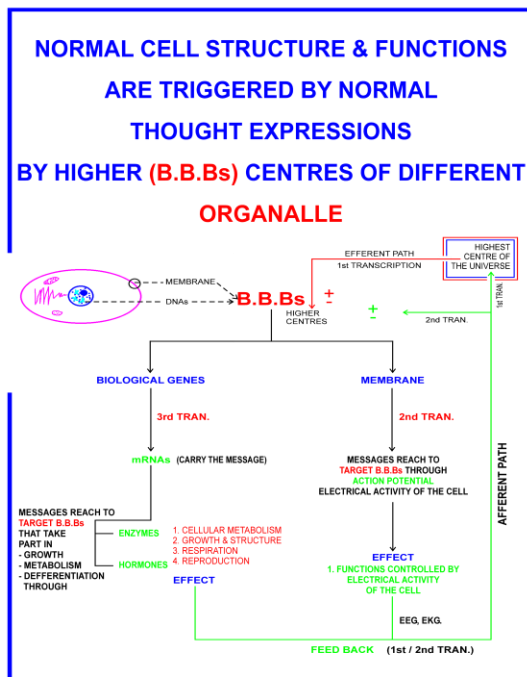 NORMAL CELL STRUCTURE & FUNCTIONS
ARE TRIGGERED BY NORMAL
THOUGHT EXPRESSIONS
BY HIGHER (B.B.Bs) CENTRES OF DIFFERENT
ORGANALLE
HIGHEST
CENTRE OF
THE UNIVERSE
EFFERENT PATH
1st TRANSCRIPTION
1st TRAN.
MEMBRANE
DNAs
B.B.Bs
+
-
HIGHER
CENTRES
+
-
2nd TRAN.
BIOLOGICAL GENES
MEMBRANE
3rd TRAN.
2nd TRAN.
mRNAs (CARRY THE MESSAGE)
MESSAGES REACH TO
TARGET B.B.Bs THROUGH
ACTION POTENTIAL
ELECTRICAL ACTIVITY OF THE CELL
AFFERENT PATH
MESSAGES REACH TO
TARGET B.B.Bs
THAT TAKE
PART IN
- GROWTH
- METABOLISM
- DEFFERENTIATION
THROUGH
ENZYMES
HORMONES
1. CELLULAR METABOLISM
2. GROWTH & STRUCTURE
3. RESPIRATION
4. REPRODUCTION
EFFECT
EFFECT
1. FUNCTIONS CONTROLLED BY
ELECTRICAL ACTIVITY
OF THE CELL
EEG, EKG.
FEED BACK (1st / 2nd TRAN.)